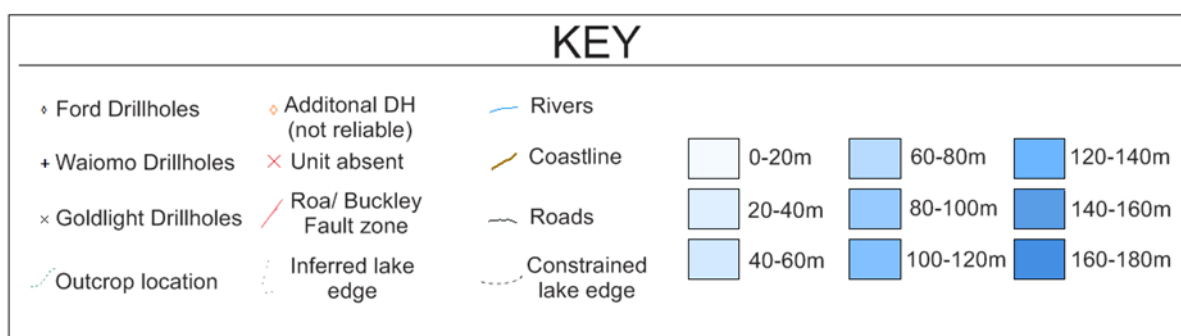 KEY
Ford Drillholes
Waiomo Drillholes
Goldlight Drillholes
Outcrop location
Additonal DH
(not reliable)
Unit absent
Roa/ Buckley
Fault zone
Inferred lake
edge
Rivers
Coastline
Roads
Constrained
lake edge
0-20m
20-40m
40-60m
60-80m
80-100m
100-120m
120-140m
140-160m
160-180m